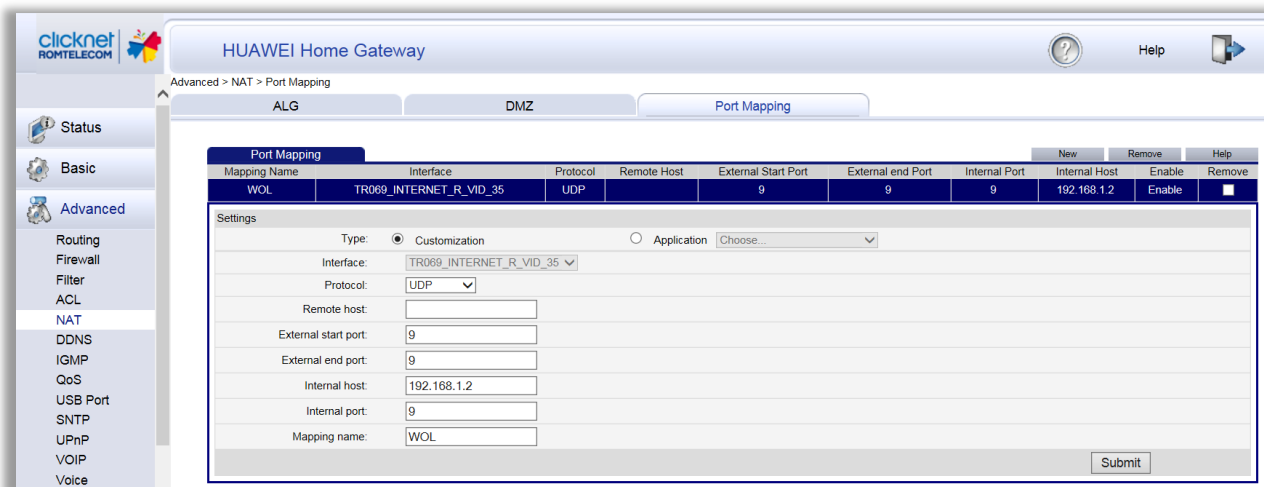 clicknet
ROMTELECOM
HUAWEI Home Gateway
? Help
Advanced > NAT > Port Mapping
ALG DMZ Port Mapping
Status
Basic
Advanced
Routing
Firewall
Filter
ACL
NAT
DDNS
IGMP
QoS
USB Port
SNTP
UPnP
VOIP
Voice
Port Mapping New Remove Help
Mapping Name Interface Protocol Remote Host External Start Port External end Port Internal Port Internal Host Enable Remove
WOL TR069_INTERNET_R_VID_35 UDP 9 9 9 192.168.1.2 Enable
Settings
Type: Customization Application Choose...
Interface: TR069_INTERNET_R_VID_35
Protocol: UDP
Remote host:
External start port: 9
External end port: 9
Internal host: 192.168.1.2
Internal port: 9
Mapping name: WOL
Submit